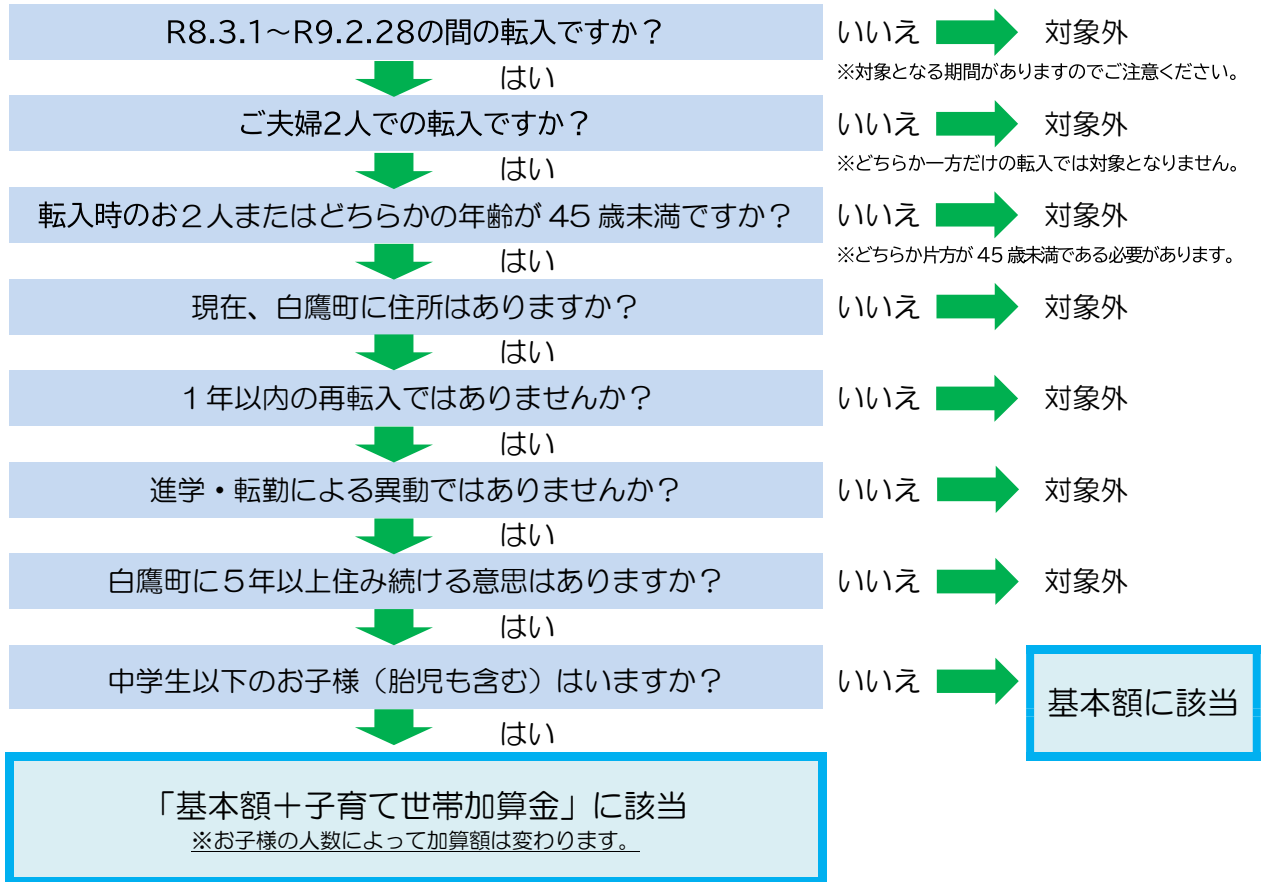 R8.3.1～R9.2.28の間の転入ですか？ いいえ 対象外
はい ※対象となる期間がありますのでご注意ください。
ご夫婦2人での転入ですか？ いいえ 対象外
はい ※どちらか一方だけの転入では対象となりません。
転入時のお２人またはどちらかの年齢が 45 歳未満ですか？ いいえ 対象外
はい ※どちらか片方が 45 歳未満である必要があります。
現在、白鷹町に住所はありますか？ いいえ 対象外
はい
１年以内の再転入ではありませんか？ いいえ 対象外
はい
進学・転勤による異動ではありませんか？ いいえ 対象外
はい
白鷹町に５年以上住み続ける意思はありますか？ いいえ 対象外
はい
中学生以下のお子様（胎児も含む）はいますか？ いいえ 基本額に該当
はい
「基本額＋子育て世帯加算金」に該当
※お子様の人数によって加算額は変わります。